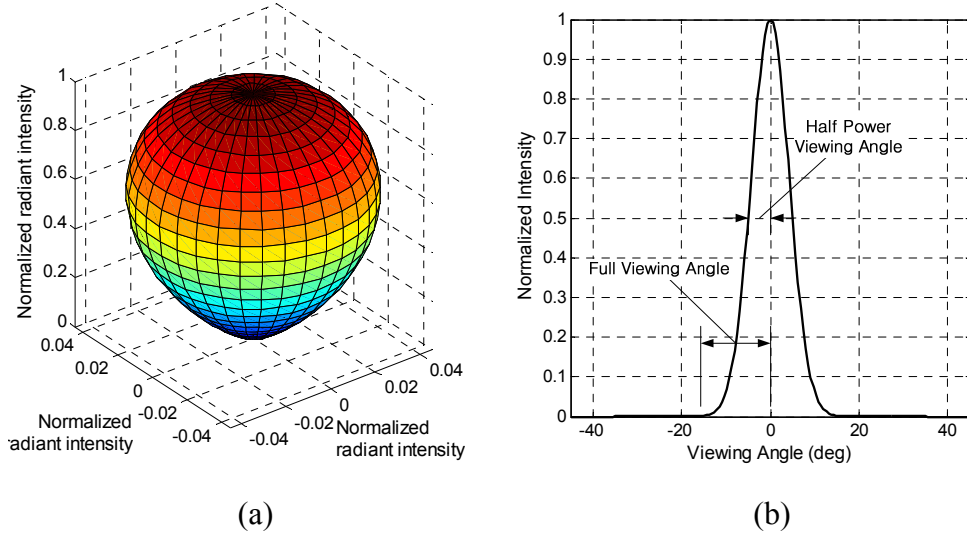 1
0.8
0.6
0.4
0.2
0
Normalized radiant intensity
0.04
0.02
0
-0.02
-0.04
Normalized
radiant intensity
-0.04
-0.02
0
0.02
0.04
Normalized
radiant intensity
(a)
1
0.9
0.8
0.7
0.6
0.5
0.4
0.3
0.2
0.1
0
Normalized Intensity
Half Power
Viewing Angle
Full Viewing Angle
-40
-20
0
20
40
Viewing Angle (deg)
(b)